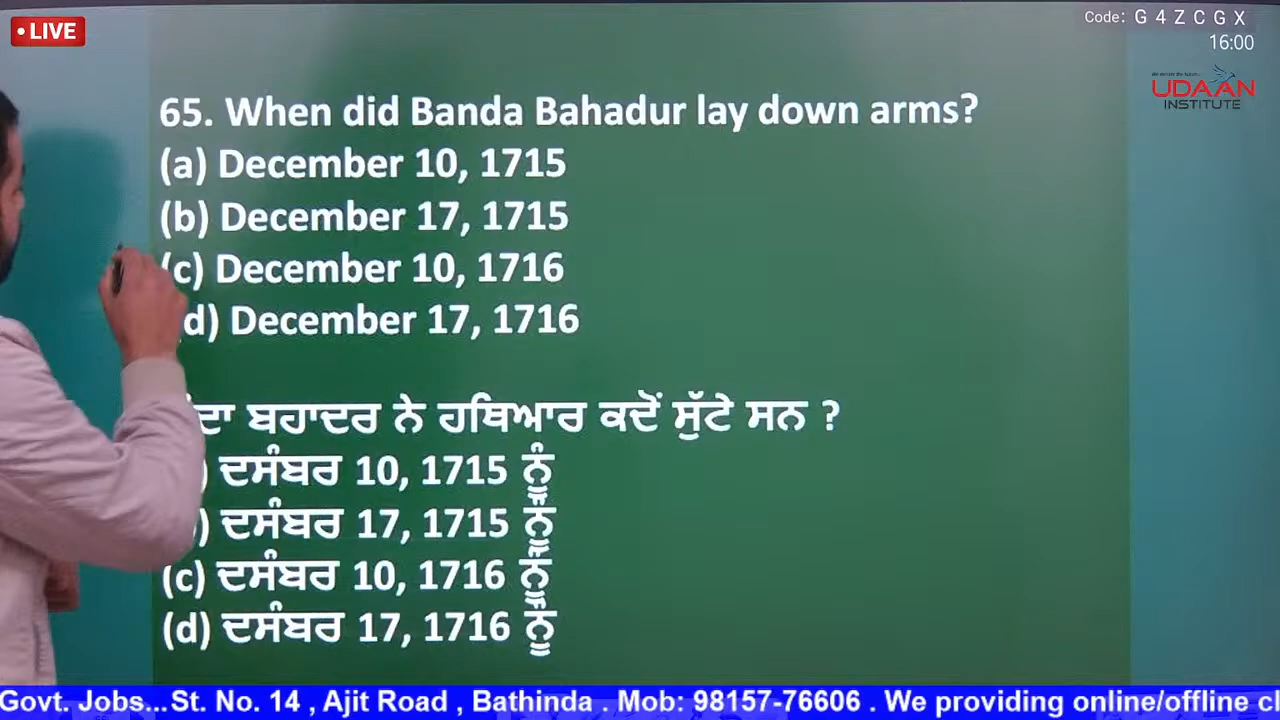 • LIVE
Code: G 4 Z C G X
16:00
UDAAN
INSTITUTE
65. When did Banda Bahadur lay down arms?
(a) December 10, 1715
(b) December 17, 1715
(c) December 10, 1716
d) December 17, 1716
ਬਹਾਦਰ ਨੇ ਹਥਿਆਰ ਕਦੋਂ ਸੁੱਟੇ ਸਨ ?
) ਦਸੰਬਰ 10, 1715 ਨੂੰ
) ਦਸੰਬਰ 17, 1715 ਨੂੰ
(c) ਦਸੰਬਰ 10, 1716 ਨੂੰ
(d) ਦਸੰਬਰ 17, 1716 ਨੂੰ
Govt. Jobs...St. No. 14 , Ajit Road , Bathinda . Mob: 98157-76606 . We providing online/offline